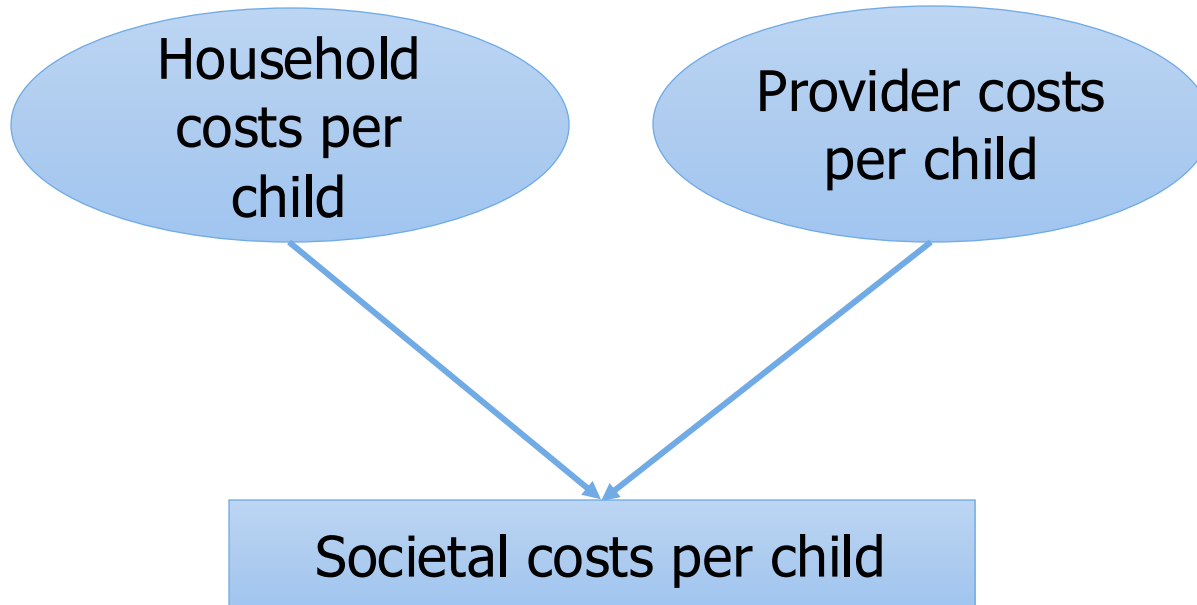 Household
costs per
child
Provider costs
per child
Societal costs per child